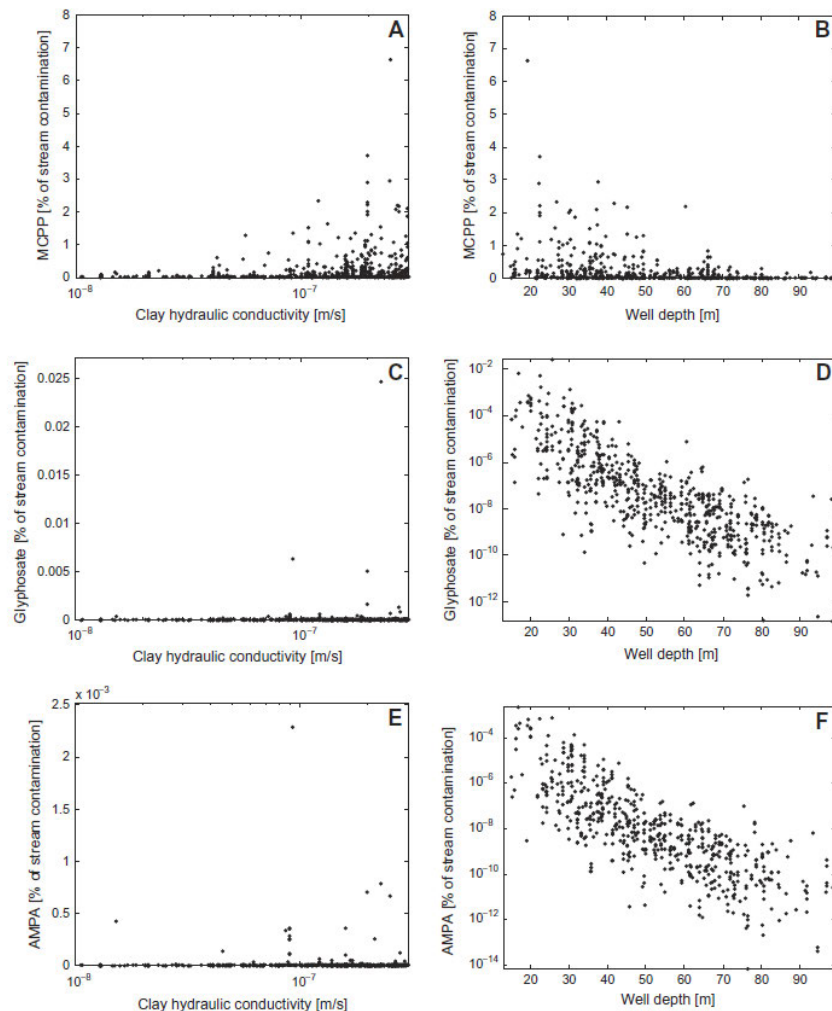 A
MCPP [% of stream contamination]
8
7
6
5
4
3
2
1
0
10⁻⁸
10⁻⁷
Clay hydraulic conductivity [m/s]
B
MCPP [% of stream contamination]
8
7
6
5
4
3
2
1
0
20 30 40 50 60 70 80 90
Well depth [m]
C
Glyphosate [% of stream contamination]
0.025
0.02
0.015
0.01
0.005
0
10⁻⁸
10⁻⁷
Clay hydraulic conductivity [m/s]
D
Glyphosate [% of stream contamination]
10⁻²
10⁻⁴
10⁻⁶
10⁻⁸
10⁻¹⁰
10⁻¹²
20 30 40 50 60 70 80 90
Well depth [m]
E
AMPA [% of stream contamination]
x 10⁻³
2.5
2
1.5
1
0.5
0
10⁻⁸
10⁻⁷
Clay hydraulic conductivity [m/s]
F
AMPA [% of stream contamination]
10⁻⁴
10⁻⁶
10⁻⁸
10⁻¹⁰
10⁻¹²
10⁻¹⁴
20 30 40 50 60 70 80 90
Well depth [m]